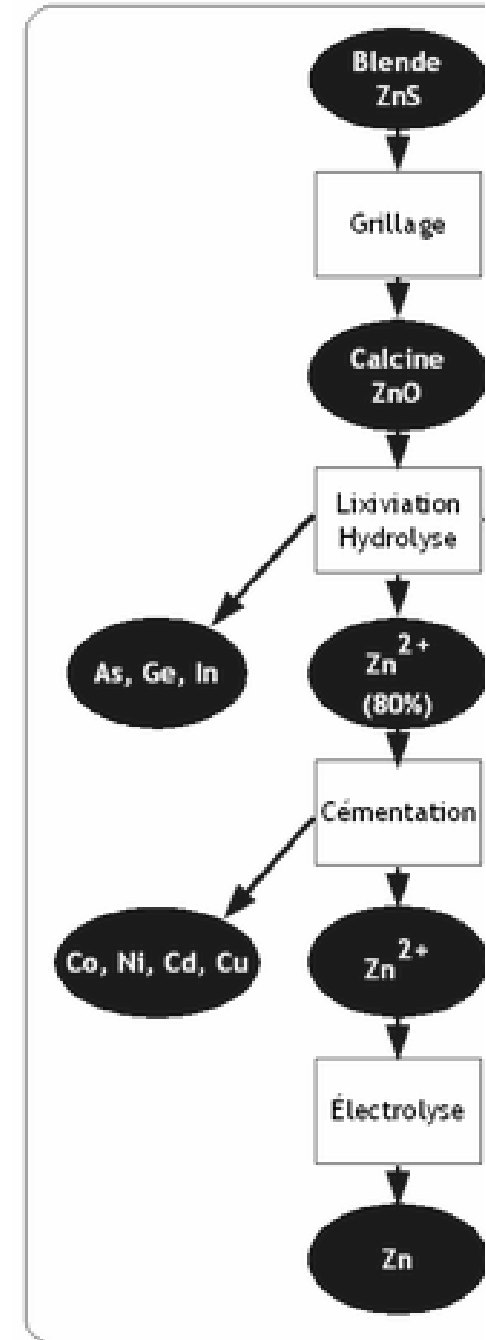 Blende
ZnS
Grillage
Calcine
ZnO
Lixiviation
Hydrolyse
As, Ge, In
Zn2+
(80%)
Cémentation
Co, Ni, Cd, Cu
Zn2+
Électrolyse
Zn